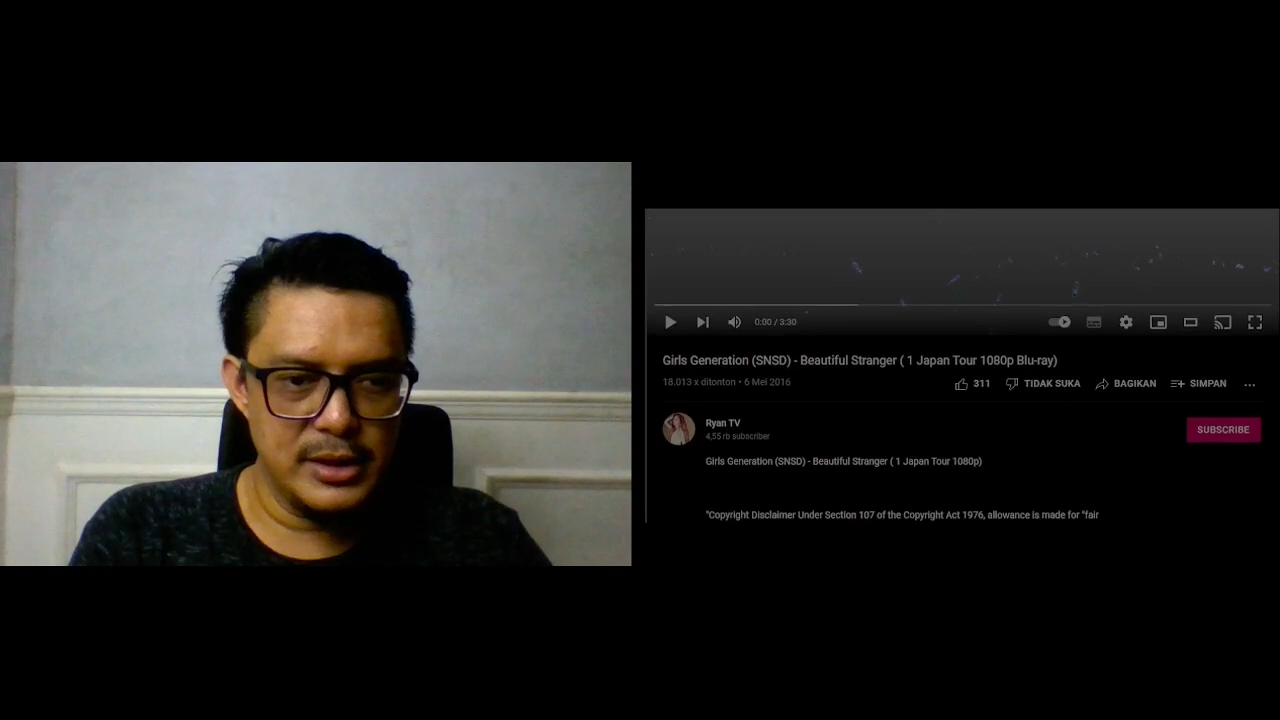 0:00 / 3:30
Girls Generation (SNSD) - Beautiful Stranger ( 1 Japan Tour 1080p Blu-ray)
18.013 x ditonton • 6 Mei 2016
311 TIDAK SUKA BAGIKAN SIMPAN ...
Ryan TV
4,55 rb subscriber
SUBSCRIBE
Girls Generation (SNSD) - Beautiful Stranger ( 1 Japan Tour 1080p)
"Copyright Disclaimer Under Section 107 of the Copyright Act 1976, allowance is made for "fair